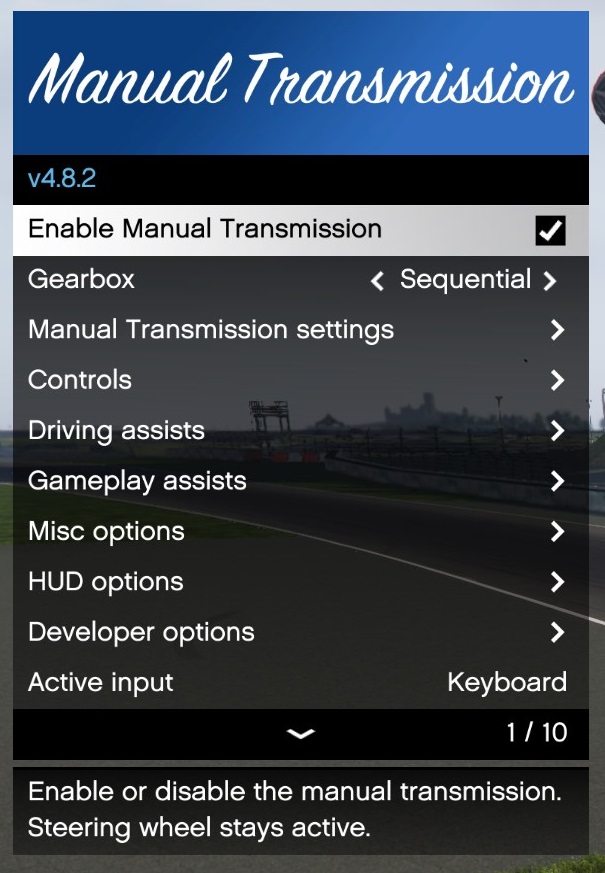 Manual Transmission
v4.8.2
Enable Manual Transmission
Gearbox Sequential
Manual Transmission settings
Controls
Driving assists
Gameplay assists
Misc options
HUD options
Developer options
Active input Keyboard
1 / 10
Enable or disable the manual transmission.
Steering wheel stays active.